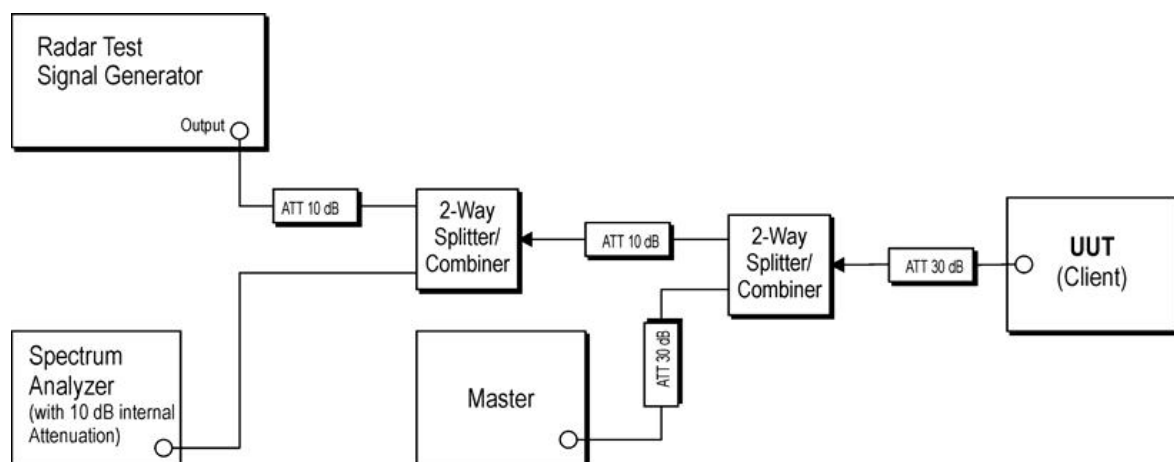 Radar Test
Signal Generator
Output
ATT 10 dB
2-Way
Splitter/
Combiner
ATT 10 dB
2-Way
Splitter/
Combiner
ATT 30 dB
UUT
(Client)
Spectrum
Analyzer
(with 10 dB internal
Attenuation)
Master
ATT 30 dB